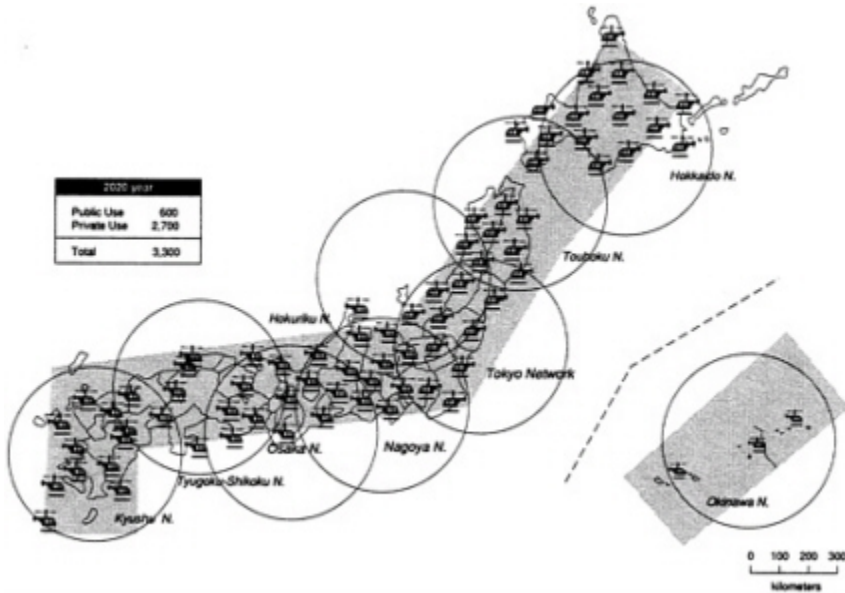 2020 year
Public Use 600
Private Use 2,700
Total 3,300
Hokkaido N.
Touhoku N.
Hokuriku N.
Tokyo Network
Nagoya N.
Osaka N.
Tyugoku-Shikoku N.
Kyushu N.
Okinawa N.
0 100 200 300
kilometers